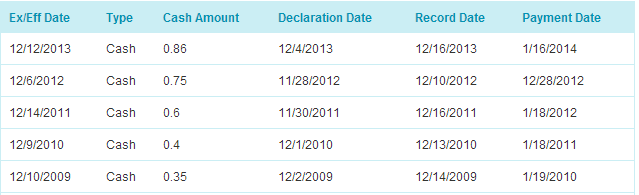 Ex/Eff Date Type Cash Amount Declaration Date Record Date Payment Date
12/12/2013 Cash 0.86 12/4/2013 12/16/2013 1/16/2014
12/6/2012 Cash 0.75 11/28/2012 12/10/2012 12/28/2012
12/14/2011 Cash 0.6 11/30/2011 12/16/2011 1/18/2012
12/9/2010 Cash 0.4 12/1/2010 12/13/2010 1/18/2011
12/10/2009 Cash 0.35 12/2/2009 12/14/2009 1/19/2010